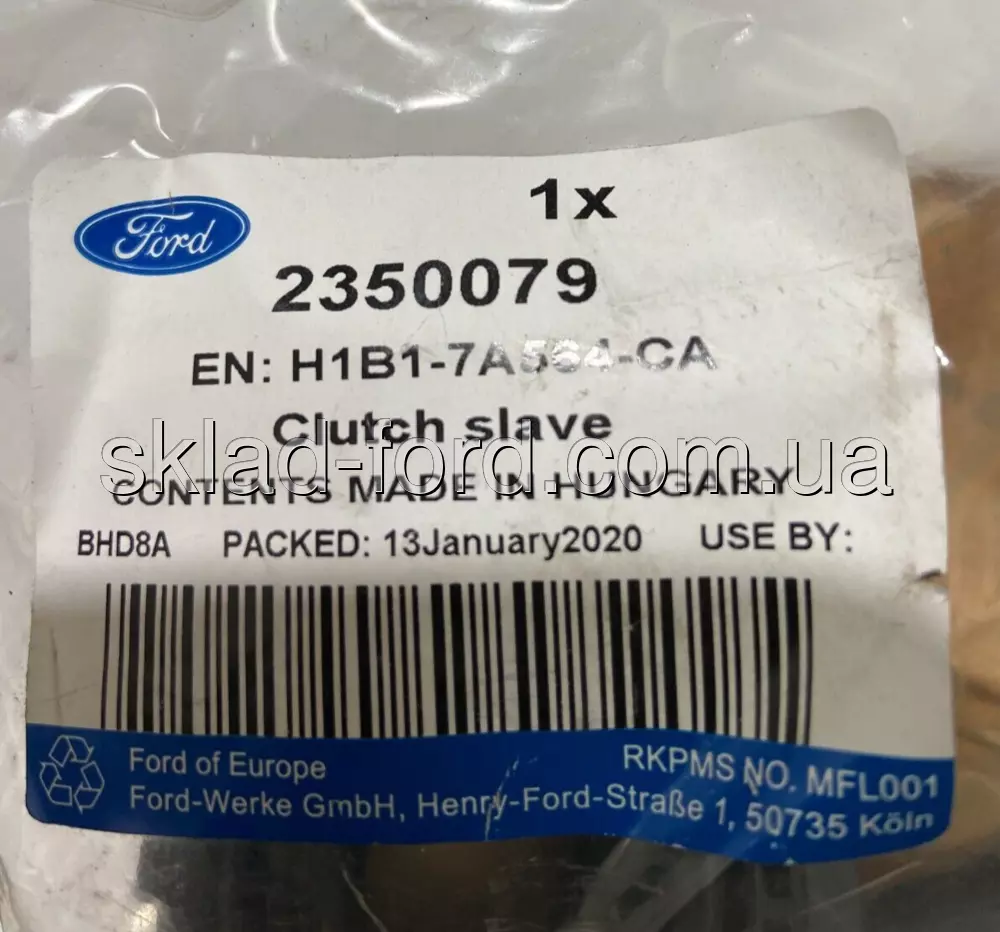 Ford
1x
2350079
EN: H1B1-7A564-CA
Clutch slave
sklad-ford.com.ua
CONTENTS MADE IN HUNGARY
BHD8A PACKED: 13January2020 USE BY:
Ford of Europe
RKPMS NO. MFL001
Ford-Werke GmbH, Henry-Ford-Straße 1, 50735 Köln